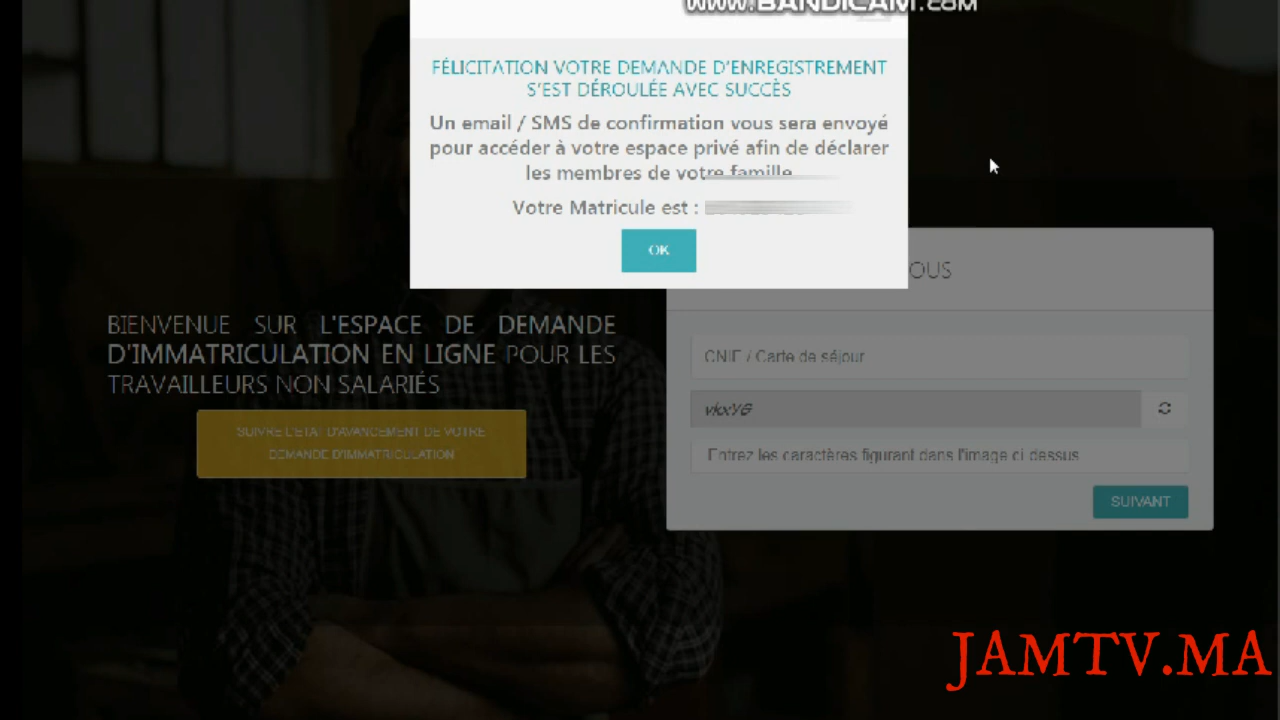 www.BANDICAM.com
FÉLICITATION VOTRE DEMANDE D'ENREGISTREMENT
S'EST DÉROULÉE AVEC SUCCÈS
Un email / SMS de confirmation vous sera envoyé
pour accéder à votre espace privé afin de déclarer
les membres de votre famille
Votre Matricule est :
OK
OUS
BIENVENUE SUR L'ESPACE DE DEMANDE
D'IMMATRICULATION EN LIGNE POUR LES
TRAVAILLEURS NON SALARIÉS
SUIVRE L'ETAT D'AVANCEMENT DE VOTRE
DEMANDE D'IMMATRICULATION
CNIE / Carte de séjour
vkxYG
Entrez les caractères figurant dans l'image ci dessus
SUIVANT
JAMTV.MA